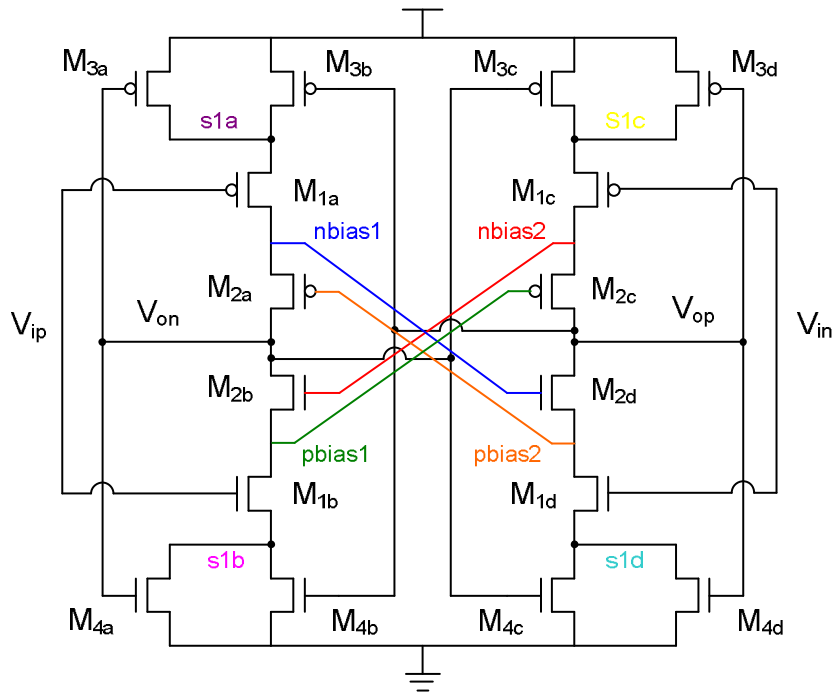 M3a
M3b
M3c
M3d
s1a
S1c
M1a
M1c
nbias1
nbias2
M2a
M2c
Vip
Von
Vop
Vin
M2b
M2d
pbias1
pbias2
M1b
M1d
s1b
s1d
M4a
M4b
M4c
M4d